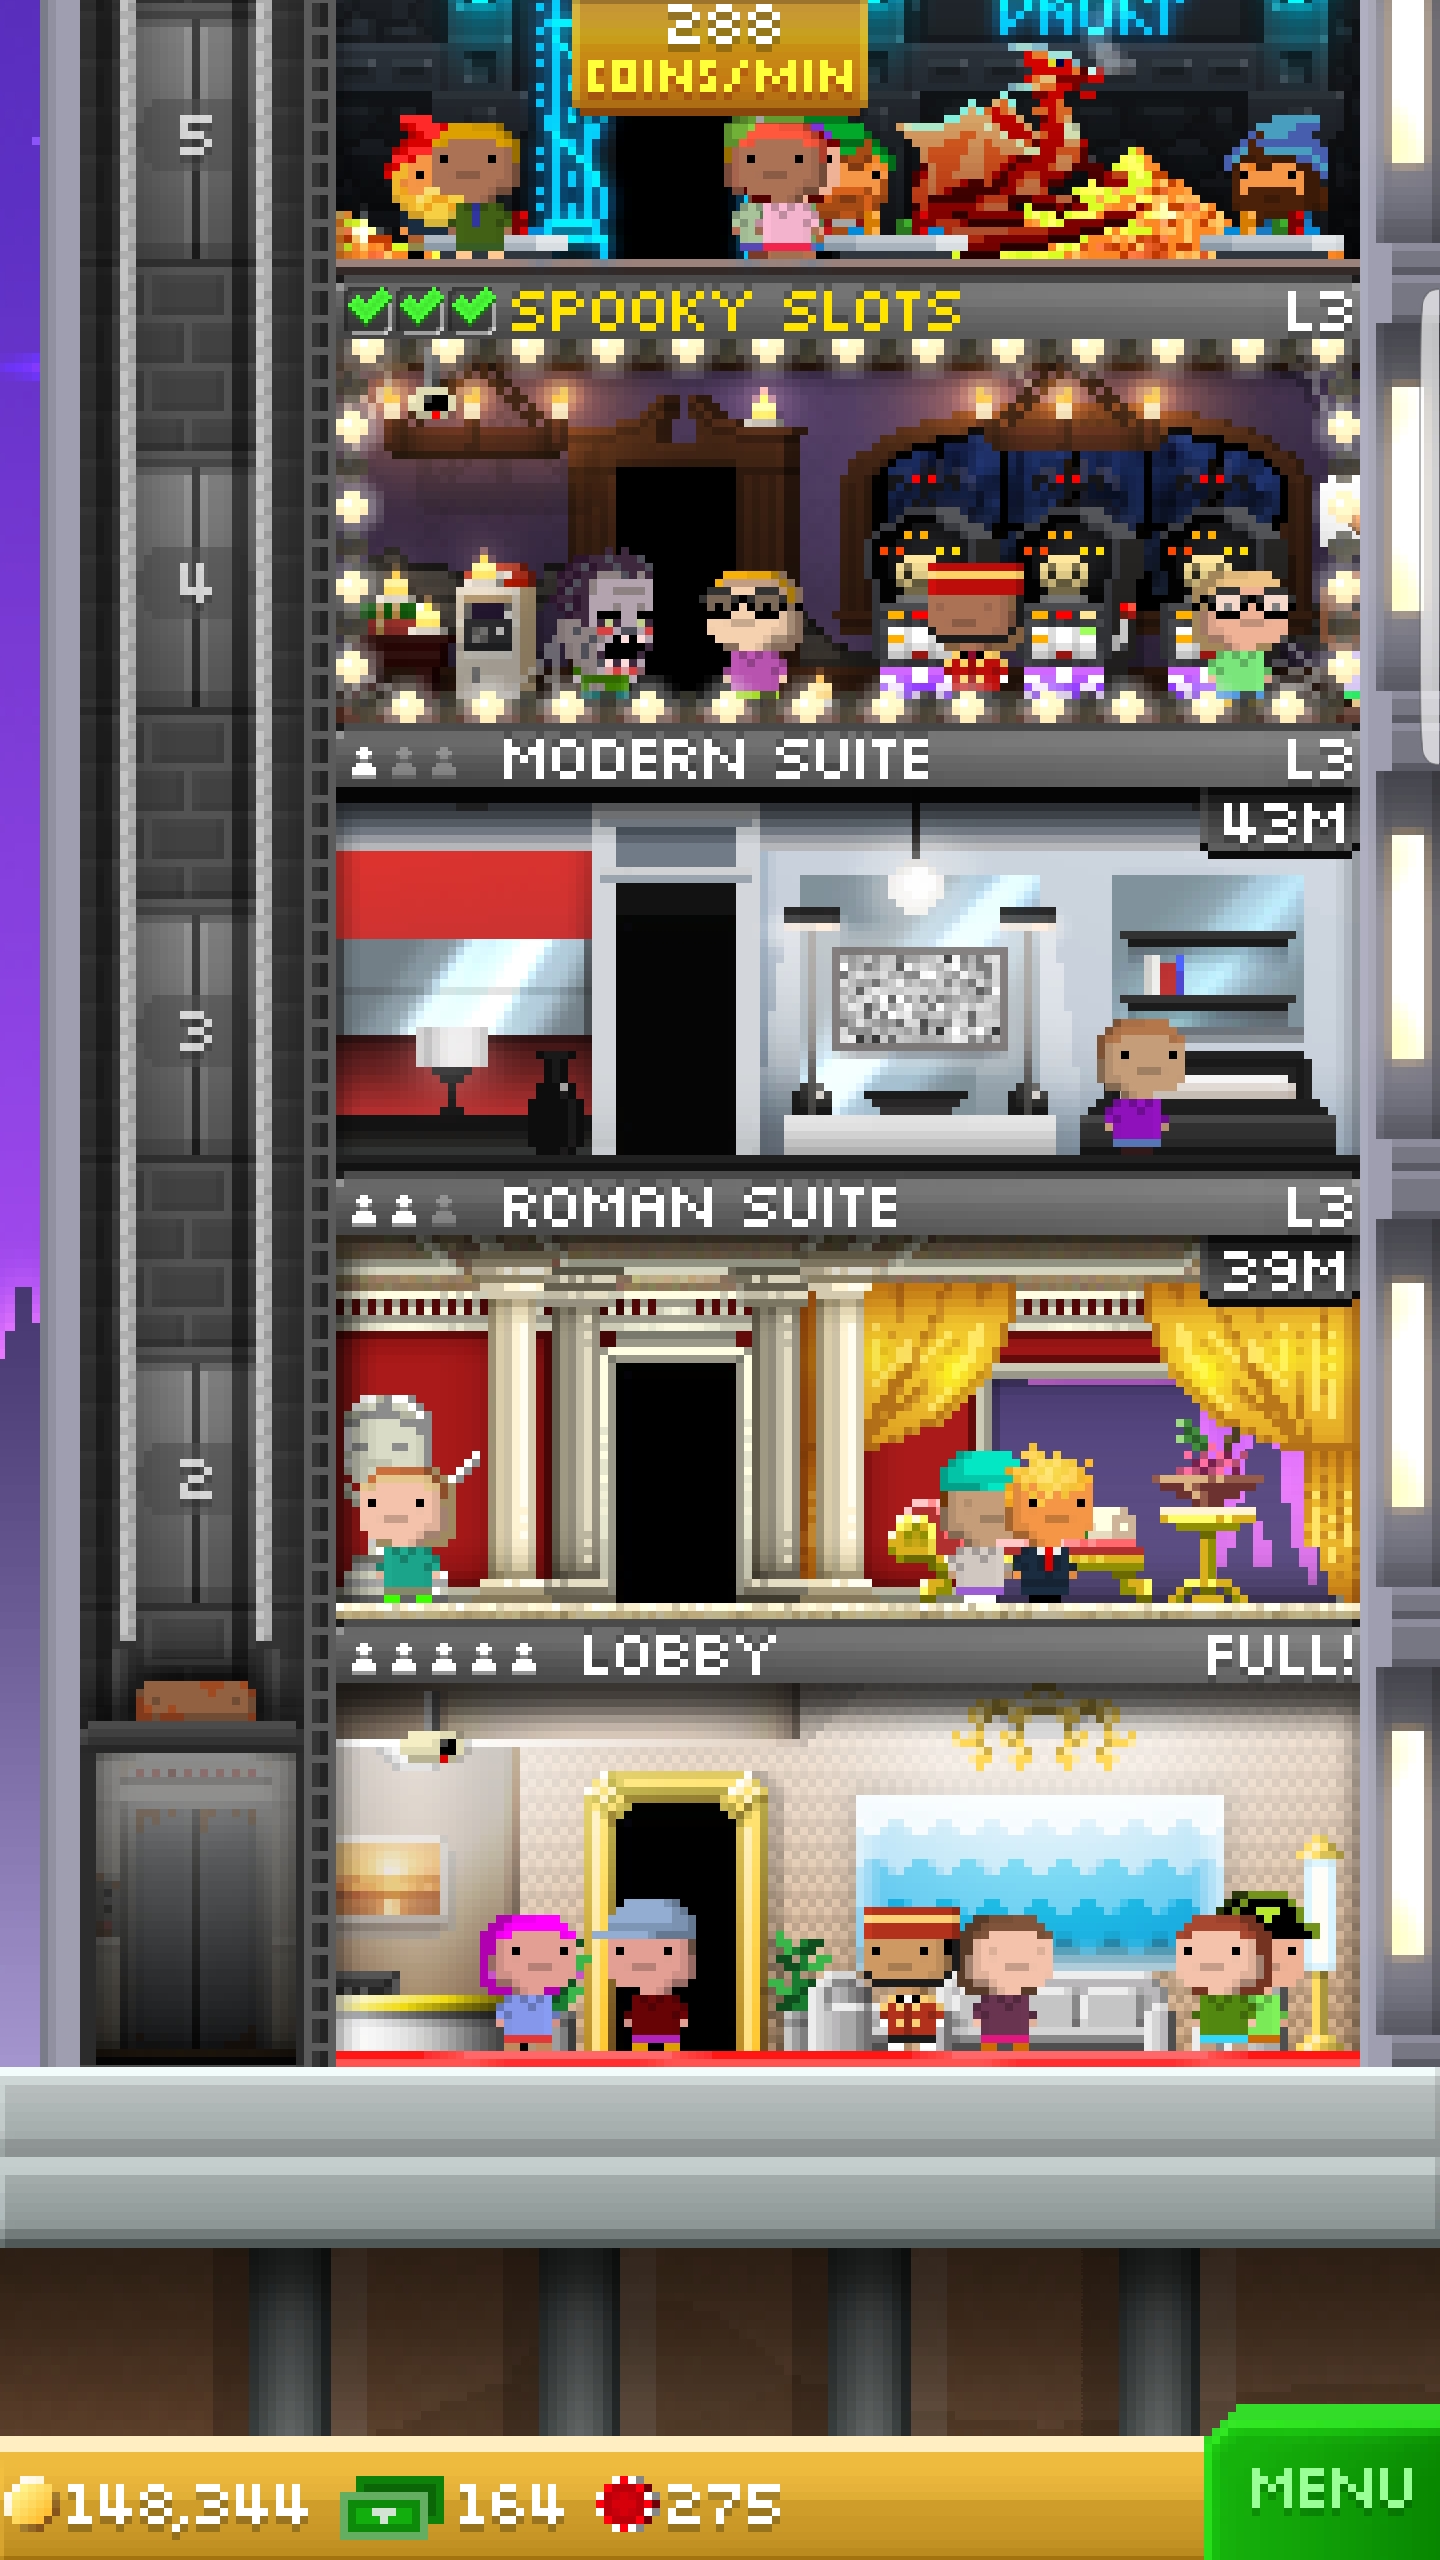 288
COINS/MIN
5
SPOOKY SLOTS L3
4
MODERN SUITE L3
43M
3
ROMAN SUITE L3
39M
2
LOBBY FULL!
148,344 164 275
MENU